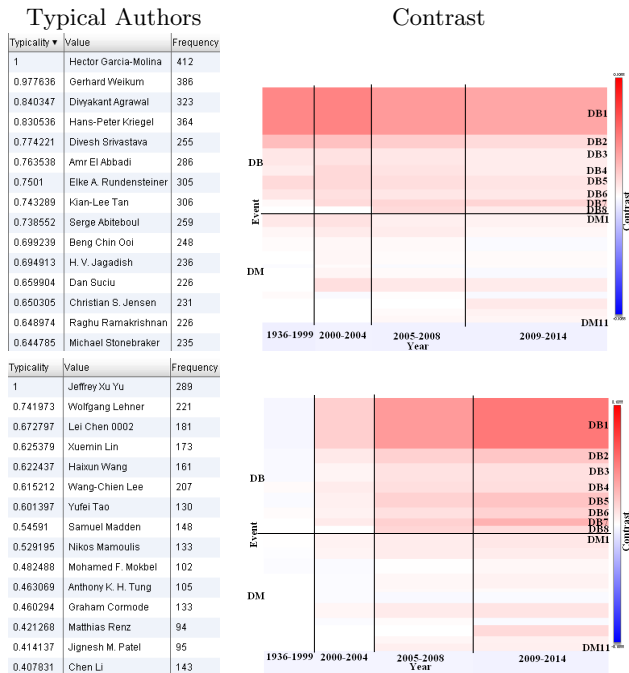 Typical Authors
Contrast
Typicality ▾ Value Frequency
1 Hector Garcia-Molina 412
0.977636 Gerhard Weikum 386
0.840347 Divyakant Agrawal 323
0.830536 Hans-Peter Kriegel 364
0.774221 Divesh Srivastava 255
0.763538 Amr El Abbadi 286
0.7501 Elke A. Rundensteiner 305
0.743289 Kian-Lee Tan 306
0.738552 Serge Abiteboul 259
0.699239 Beng Chin Ooi 248
0.694913 H. V. Jagadish 236
0.659904 Dan Suciu 226
0.650305 Christian S. Jensen 231
0.648974 Raghu Ramakrishnan 226
0.644785 Michael Stonebraker 235
DB1
DB2
DB3
DB
DB4
DB5
DB6
DB7
DB8
Event
DM1
DM
DM11
1936-1999 2000-2004 2005-2008 2009-2014
Year
Contrast
Typicality Value Frequency
1 Jeffrey Xu Yu 289
0.741973 Wolfgang Lehner 221
0.672797 Lei Chen 0002 181
0.625379 Xuemin Lin 173
0.622437 Haixun Wang 161
0.615212 Wang-Chien Lee 207
0.601397 Yufei Tao 130
0.54591 Samuel Madden 148
0.529195 Nikos Mamoulis 133
0.482488 Mohamed F. Mokbel 102
0.463069 Anthony K. H. Tung 105
0.460294 Graham Cormode 133
0.421268 Matthias Renz 94
0.414137 Jignesh M. Patel 95
0.407831 Chen Li 143
DB1
DB2
DB3
DB
DB4
DB5
DB6
DB7
DB8
Event
DM1
DM
DM11
1936-1999 2000-2004 2005-2008 2009-2014
Year
Contrast